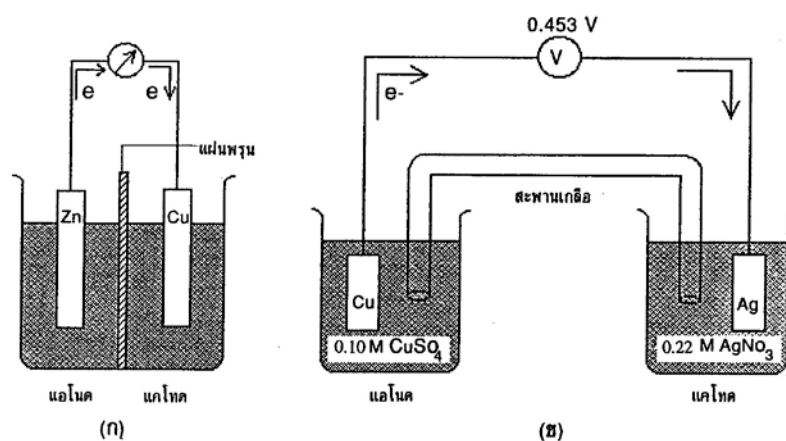 0.453 V
V
e e
e-
แผ่นพรุน
สะพานเกลือ
Zn Cu
Cu Ag
0.10 M CuSo4
0.22 M AgNo3
แอโนด แคโทด
แอโนด แคโทด
(ก) (ข)